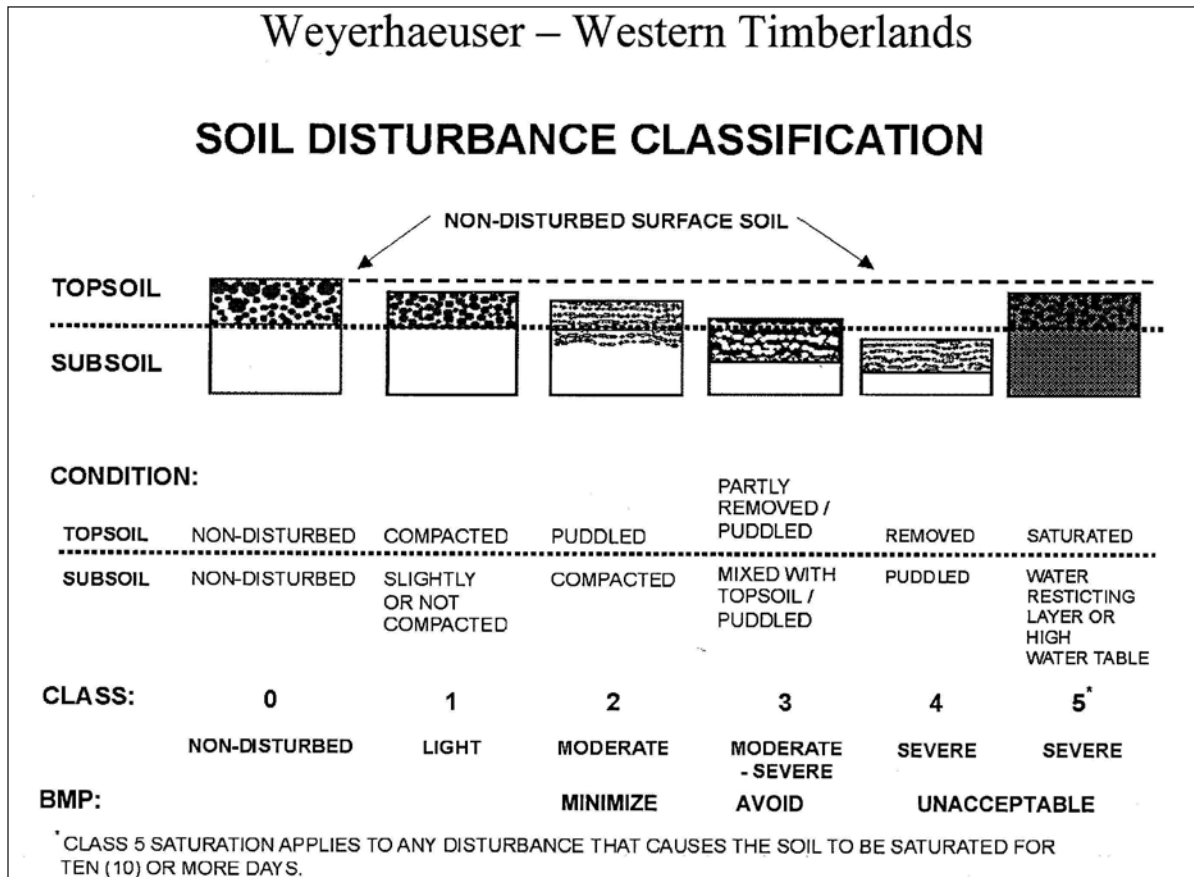 Weyerhaeuser – Western Timberlands
SOIL DISTURBANCE CLASSIFICATION
NON-DISTURBED SURFACE SOIL
TOPSOIL
SUBSOIL
CONDITION:
TOPSOIL NON-DISTURBED COMPACTED PUDDLED PARTLY
REMOVED /
PUDDLED REMOVED SATURATED
SUBSOIL NON-DISTURBED SLIGHTLY
OR NOT
COMPACTED COMPACTED MIXED WITH
TOPSOIL /
PUDDLED PUDDLED WATER
RESTICTING
LAYER OR
HIGH
WATER TABLE
CLASS: 0 1 2 3 4 5*
NON-DISTURBED LIGHT MODERATE MODERATE
- SEVERE SEVERE SEVERE
BMP: MINIMIZE AVOID UNACCEPTABLE
* CLASS 5 SATURATION APPLIES TO ANY DISTURBANCE THAT CAUSES THE SOIL TO BE SATURATED FOR
TEN (10) OR MORE DAYS.